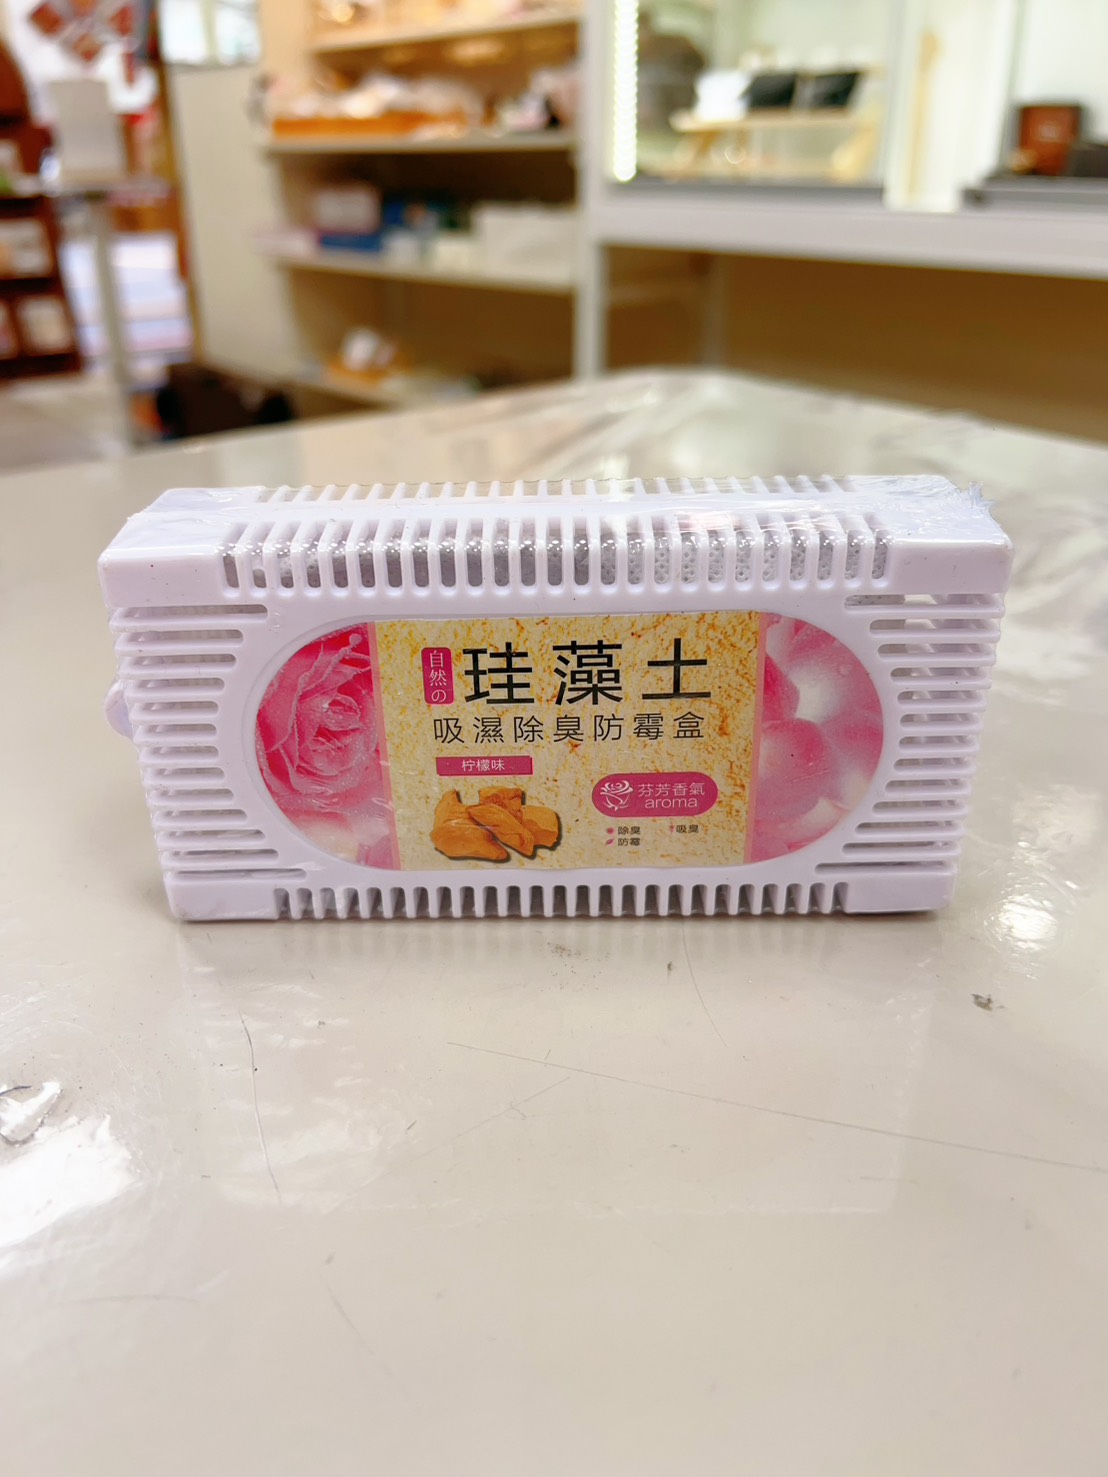 自然の
珪藻土
吸濕除臭防霉盒
柠檬味
芬芳香氣
aroma
除臭 吸臭
防霉